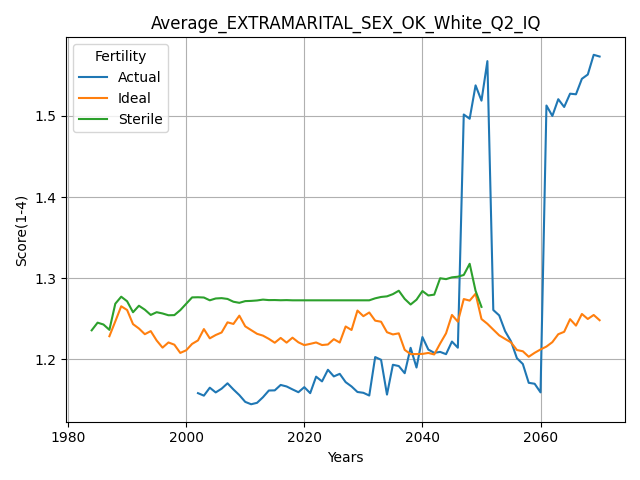 Average_EXTRAMARITAL_SEX_OK_White_Q2_IQ
Fertility
Actual
Ideal
Sterile
Score(1-4)
1.5
1.4
1.3
1.2
1980
2000
2020
2040
2060
Years